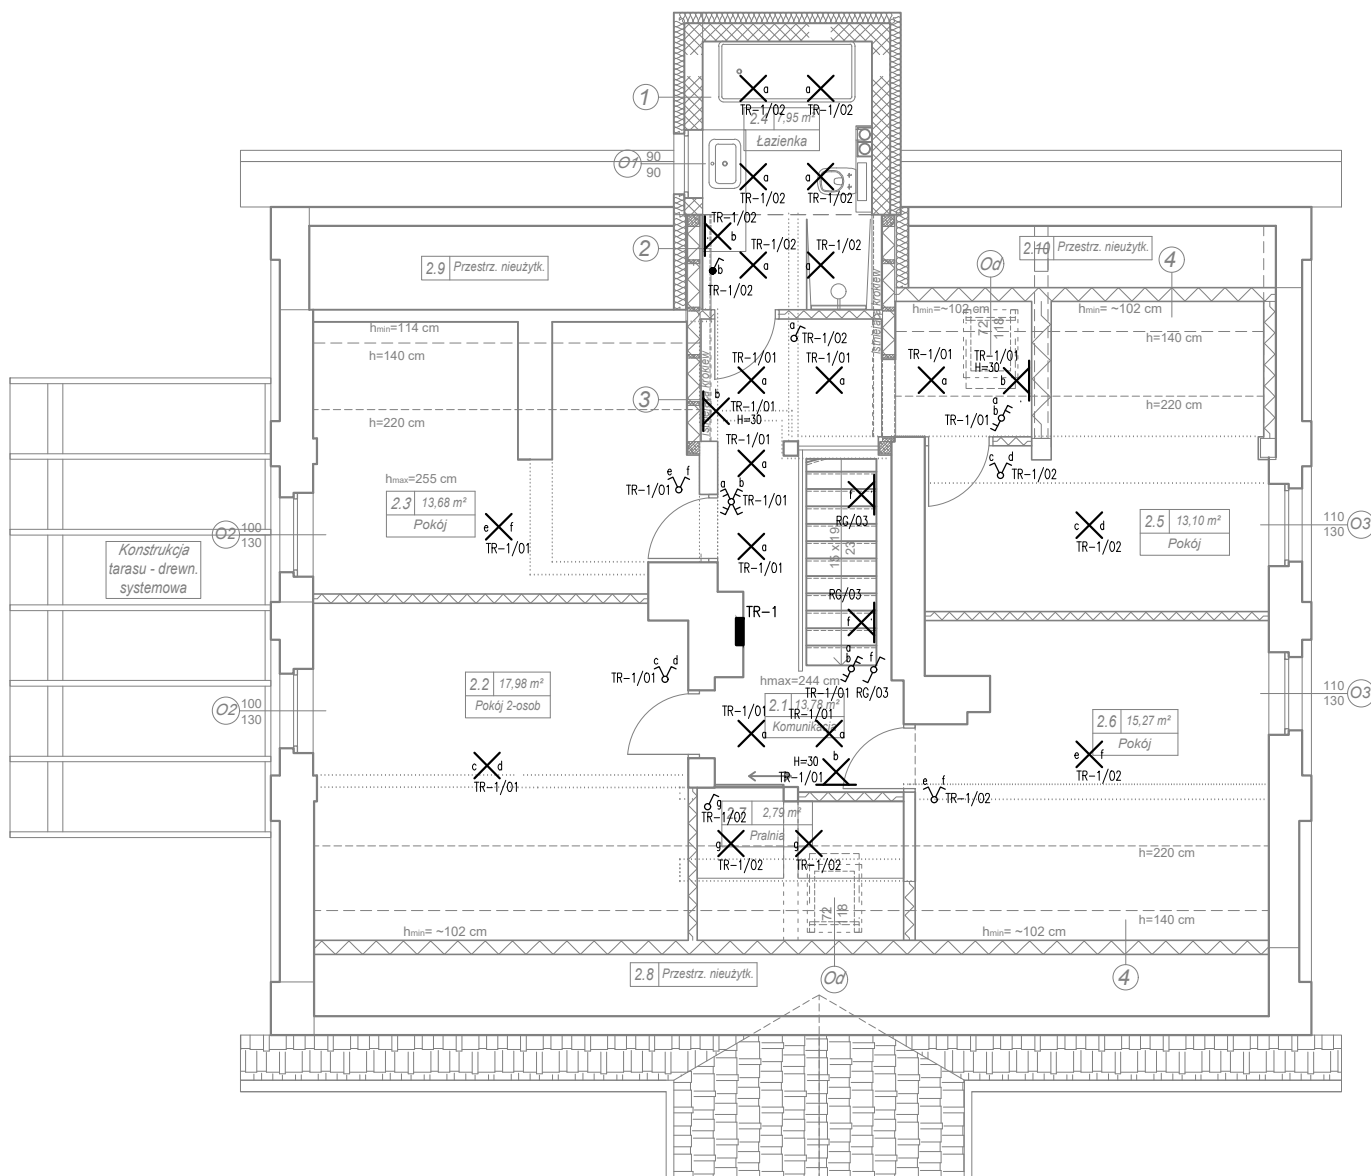 1
a
a
TR-1/02
TR-1/02
2.4
7,95 m²
Łazienka
O1
90
90
a
a
TR-1/02
TR-1/02
TR-1/02
b
2
TR-1/02
TR-1/02
a
a
b
TR-1/02
2.9
Przestrz. nieużytk.
2.10
Przestrz. nieużytk.
Od
4
hmin=114 cm
h=140 cm
h=220 cm
hmax=255 cm
a
TR-1/02
TR-1/01
TR-1/01
a
a
3
b
TR-1/01
H=30
TR-1/01
a
hmin=~102 cm
72
118
hmin= ~102 cm
h=140 cm
h=220 cm
TR-1/01
a
TR-1/01
H=30
b
a
b
TR-1/01
c d
TR-1/02
e f
TR-1/01
a b
TR-1/01
2.3
13,68 m²
Pokój
e f
TR-1/01
a
TR-1/01
f
RG/03
15 x 19
23
RG/03
f
2.5
13,10 m²
Pokój
c d
TR-1/02
O2
100
130
110
130
O3
Konstrukcja
tarasu - drewn.
systemowa
TR-1
c d
TR-1/01
a
b
f
TR-1/01
RG/03
hmax=244 cm
2.1
13,78 m²
Komunikacja
TR-1/01
TR-1/01
a
a
2.2
17,98 m²
Pokój 2-osob
c d
TR-1/01
O2
100
130
110
130
O3
2.6
15,27 m²
Pokój
e f
TR-1/02
H=30
b
TR-1/01
e f
TR-1/02
g
TR-1/02
2.7
2,79 m²
Pralnia
g
g
TR-1/02
TR-1/02
72
118
h=220 cm
h=140 cm
hmin= ~102 cm
hmin= ~102 cm
2.8
Przestrz. nieużytk.
Od
4